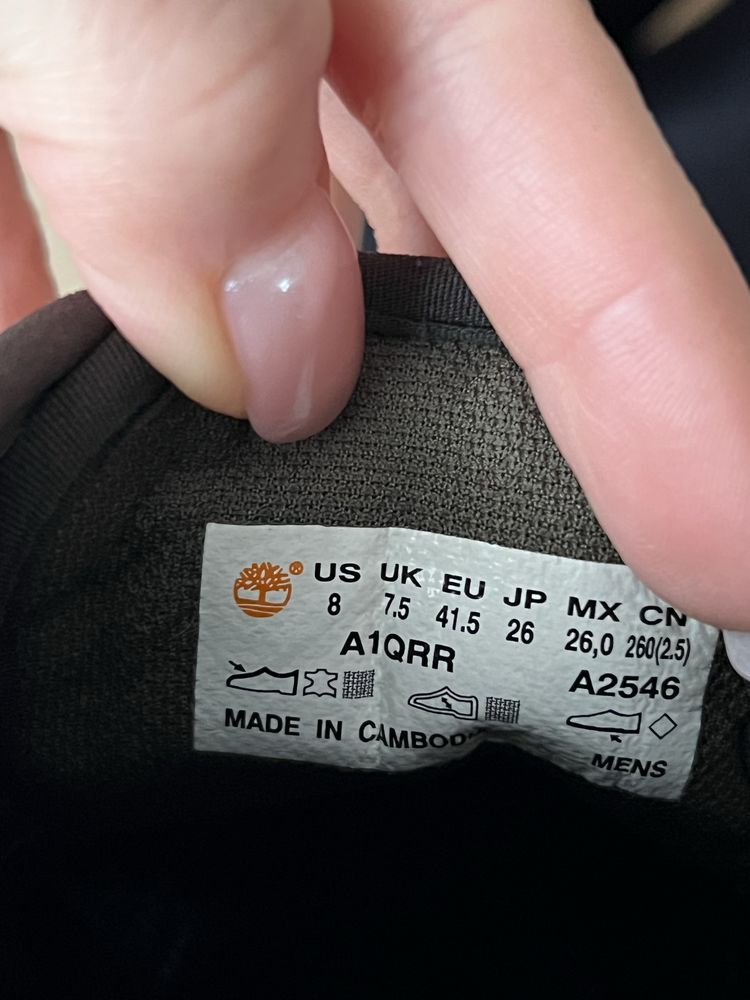 ® US UK EU JP MX CN
8 7.5 41.5 26 26,0 260(2.5)
A1QRR
A2546
MADE IN CAMBOD
MENS